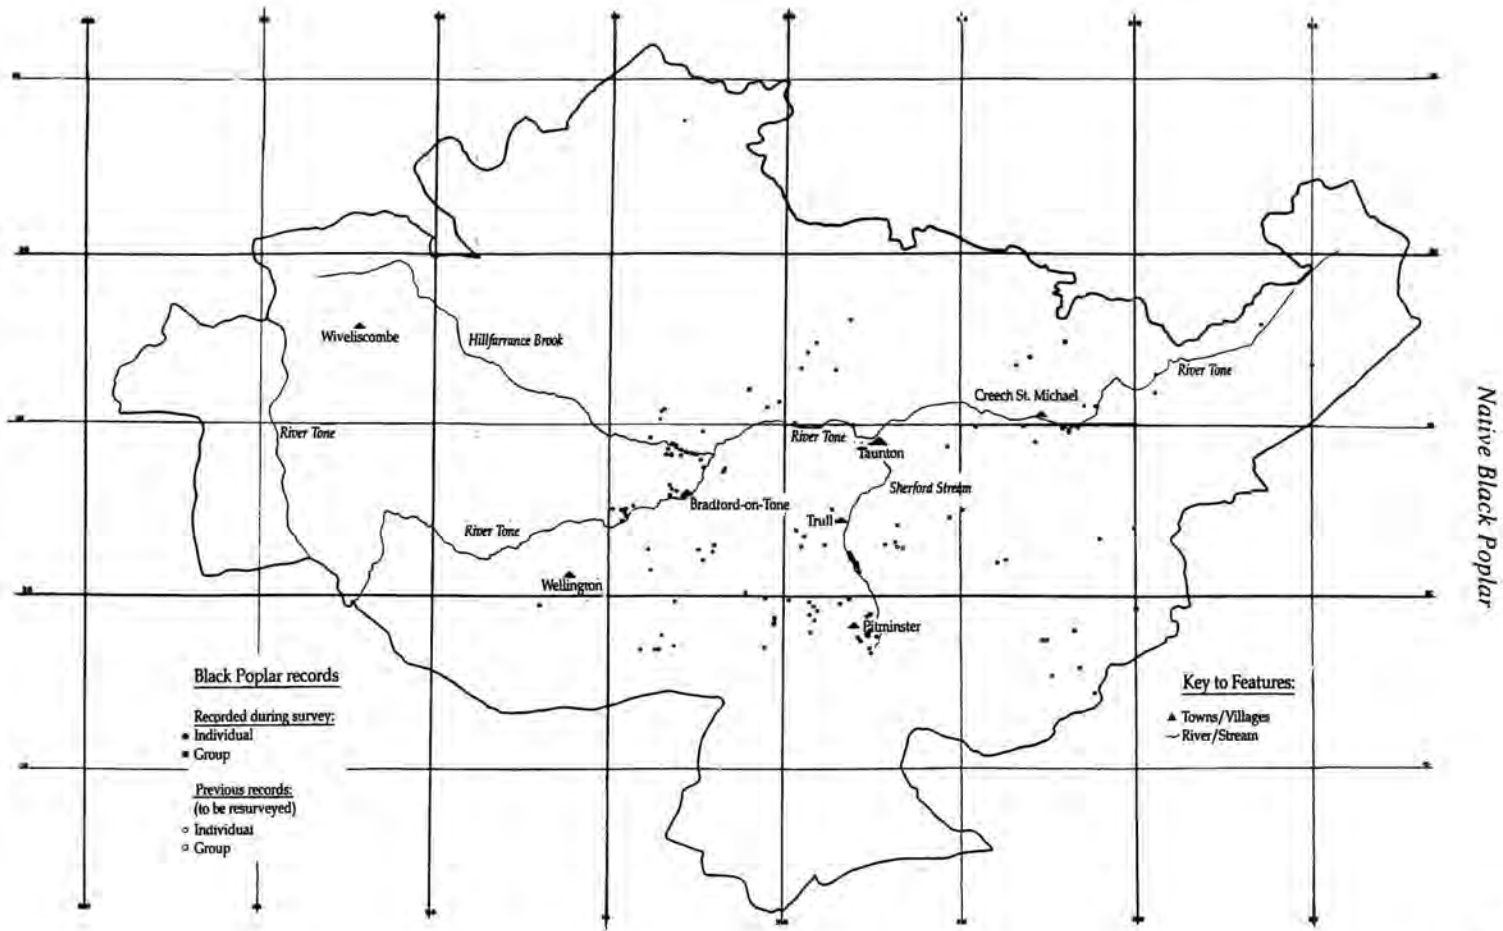 Wiveliscombe
Hillfarrance Brook
River Tone
Creech St. Michael
River Tone
River Tone
Taunton
Sherford Stream
Bradford-on-Tone
Trull
River Tone
Wellington
Pitminster
Black Poplar records
Recorded during survey:
Individual
Group
Previous records:
(to be resurveyed)
Individual
Group
Key to Features:
Towns/Villages
River/Stream
Native Black Poplar